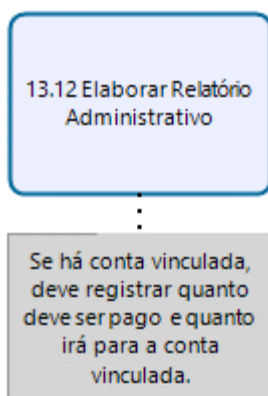 13.12 Elaborar Relatório
Administrativo
Se há conta vinculada,
deve registrar quanto
deve ser pago e quanto
irá para a conta
vinculada.